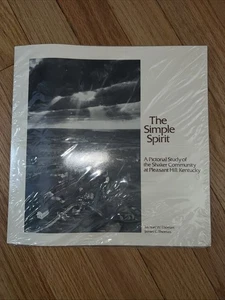 The
Simple
Spirit
A Pictorial Study of
the Shaker Community
at Pleasant Hill, Kentucky